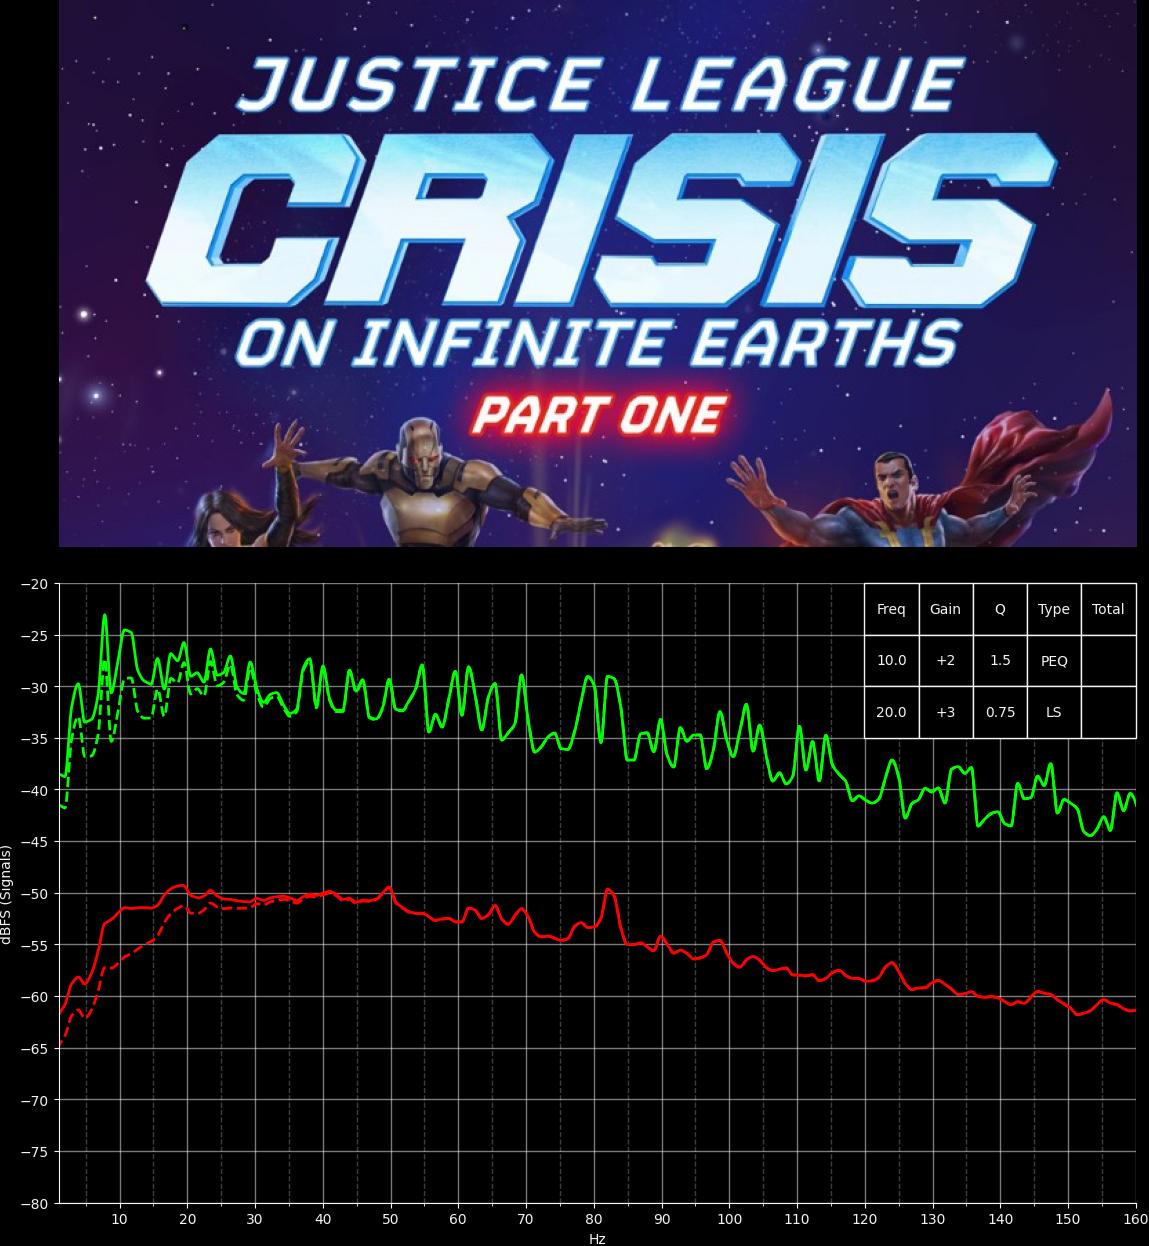 JUSTICE LEAGUE
CRISIS
ON INFINITE EARTHS
PART ONE
Freq Gain Q Type Total
10.0 +2 1.5 PEQ
20.0 +3 0.75 LS
dBFS (Signals)
−20
−25
−30
−35
−40
−45
−50
−55
−60
−65
−70
−75
−80
10 20 30 40 50 60 70 80 90 100 110 120 130 140 150 160
Hz